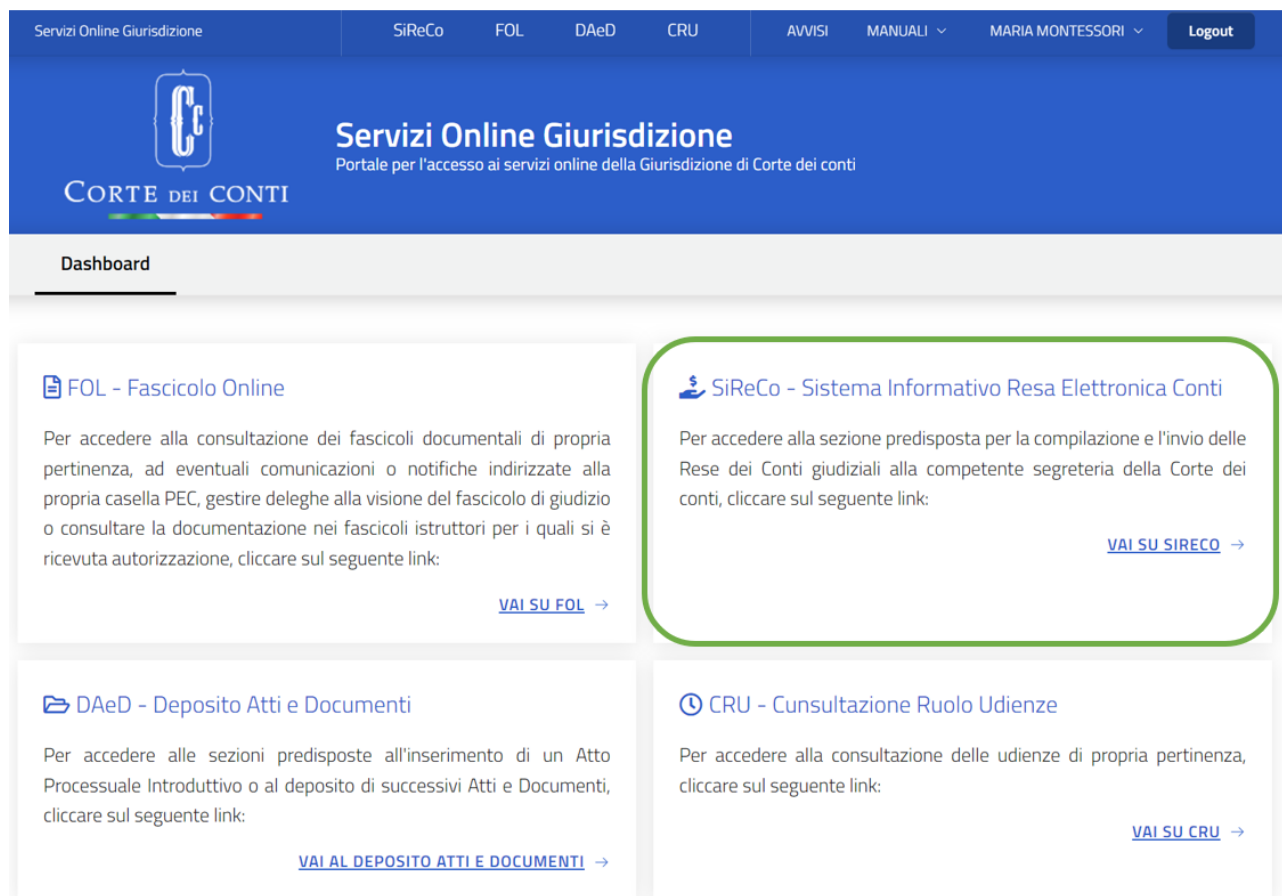 Servizi Online Giurisdizione
SiReCo FOL DAeD CRU
AVVISI MANUALI MARIA MONTESSORI Logout
CORTE DEI CONTI
Servizi Online Giurisdizione
Portale per l'accesso ai servizi online della Giurisdizione di Corte dei conti
Dashboard
FOL - Fascicolo Online
Per accedere alla consultazione dei fascicoli documentali di propria
pertinenza, ad eventuali comunicazioni o notifiche indirizzate alla
propria casella PEC, gestire deleghe alla visione del fascicolo di giudizio
o consultare la documentazione nei fascicoli istruttori per i quali si è
ricevuta autorizzazione, cliccare sul seguente link:
VAI SU FOL →
SiReCo - Sistema Informativo Resa Elettronica Conti
Per accedere alla sezione predisposta per la compilazione e l'invio delle
Rese dei Conti giudiziali alla competente segreteria della Corte dei
conti, cliccare sul seguente link:
VAI SU SIRECO →
DAeD - Deposito Atti e Documenti
Per accedere alle sezioni predisposte all'inserimento di un Atto
Processuale Introduttivo o al deposito di successivi Atti e Documenti,
cliccare sul seguente link:
VAI AL DEPOSITO ATTI E DOCUMENTI →
CRU - Cunsultazione Ruolo Udienze
Per accedere alla consultazione delle udienze di propria pertinenza,
cliccare sul seguente link:
VAI SU CRU →